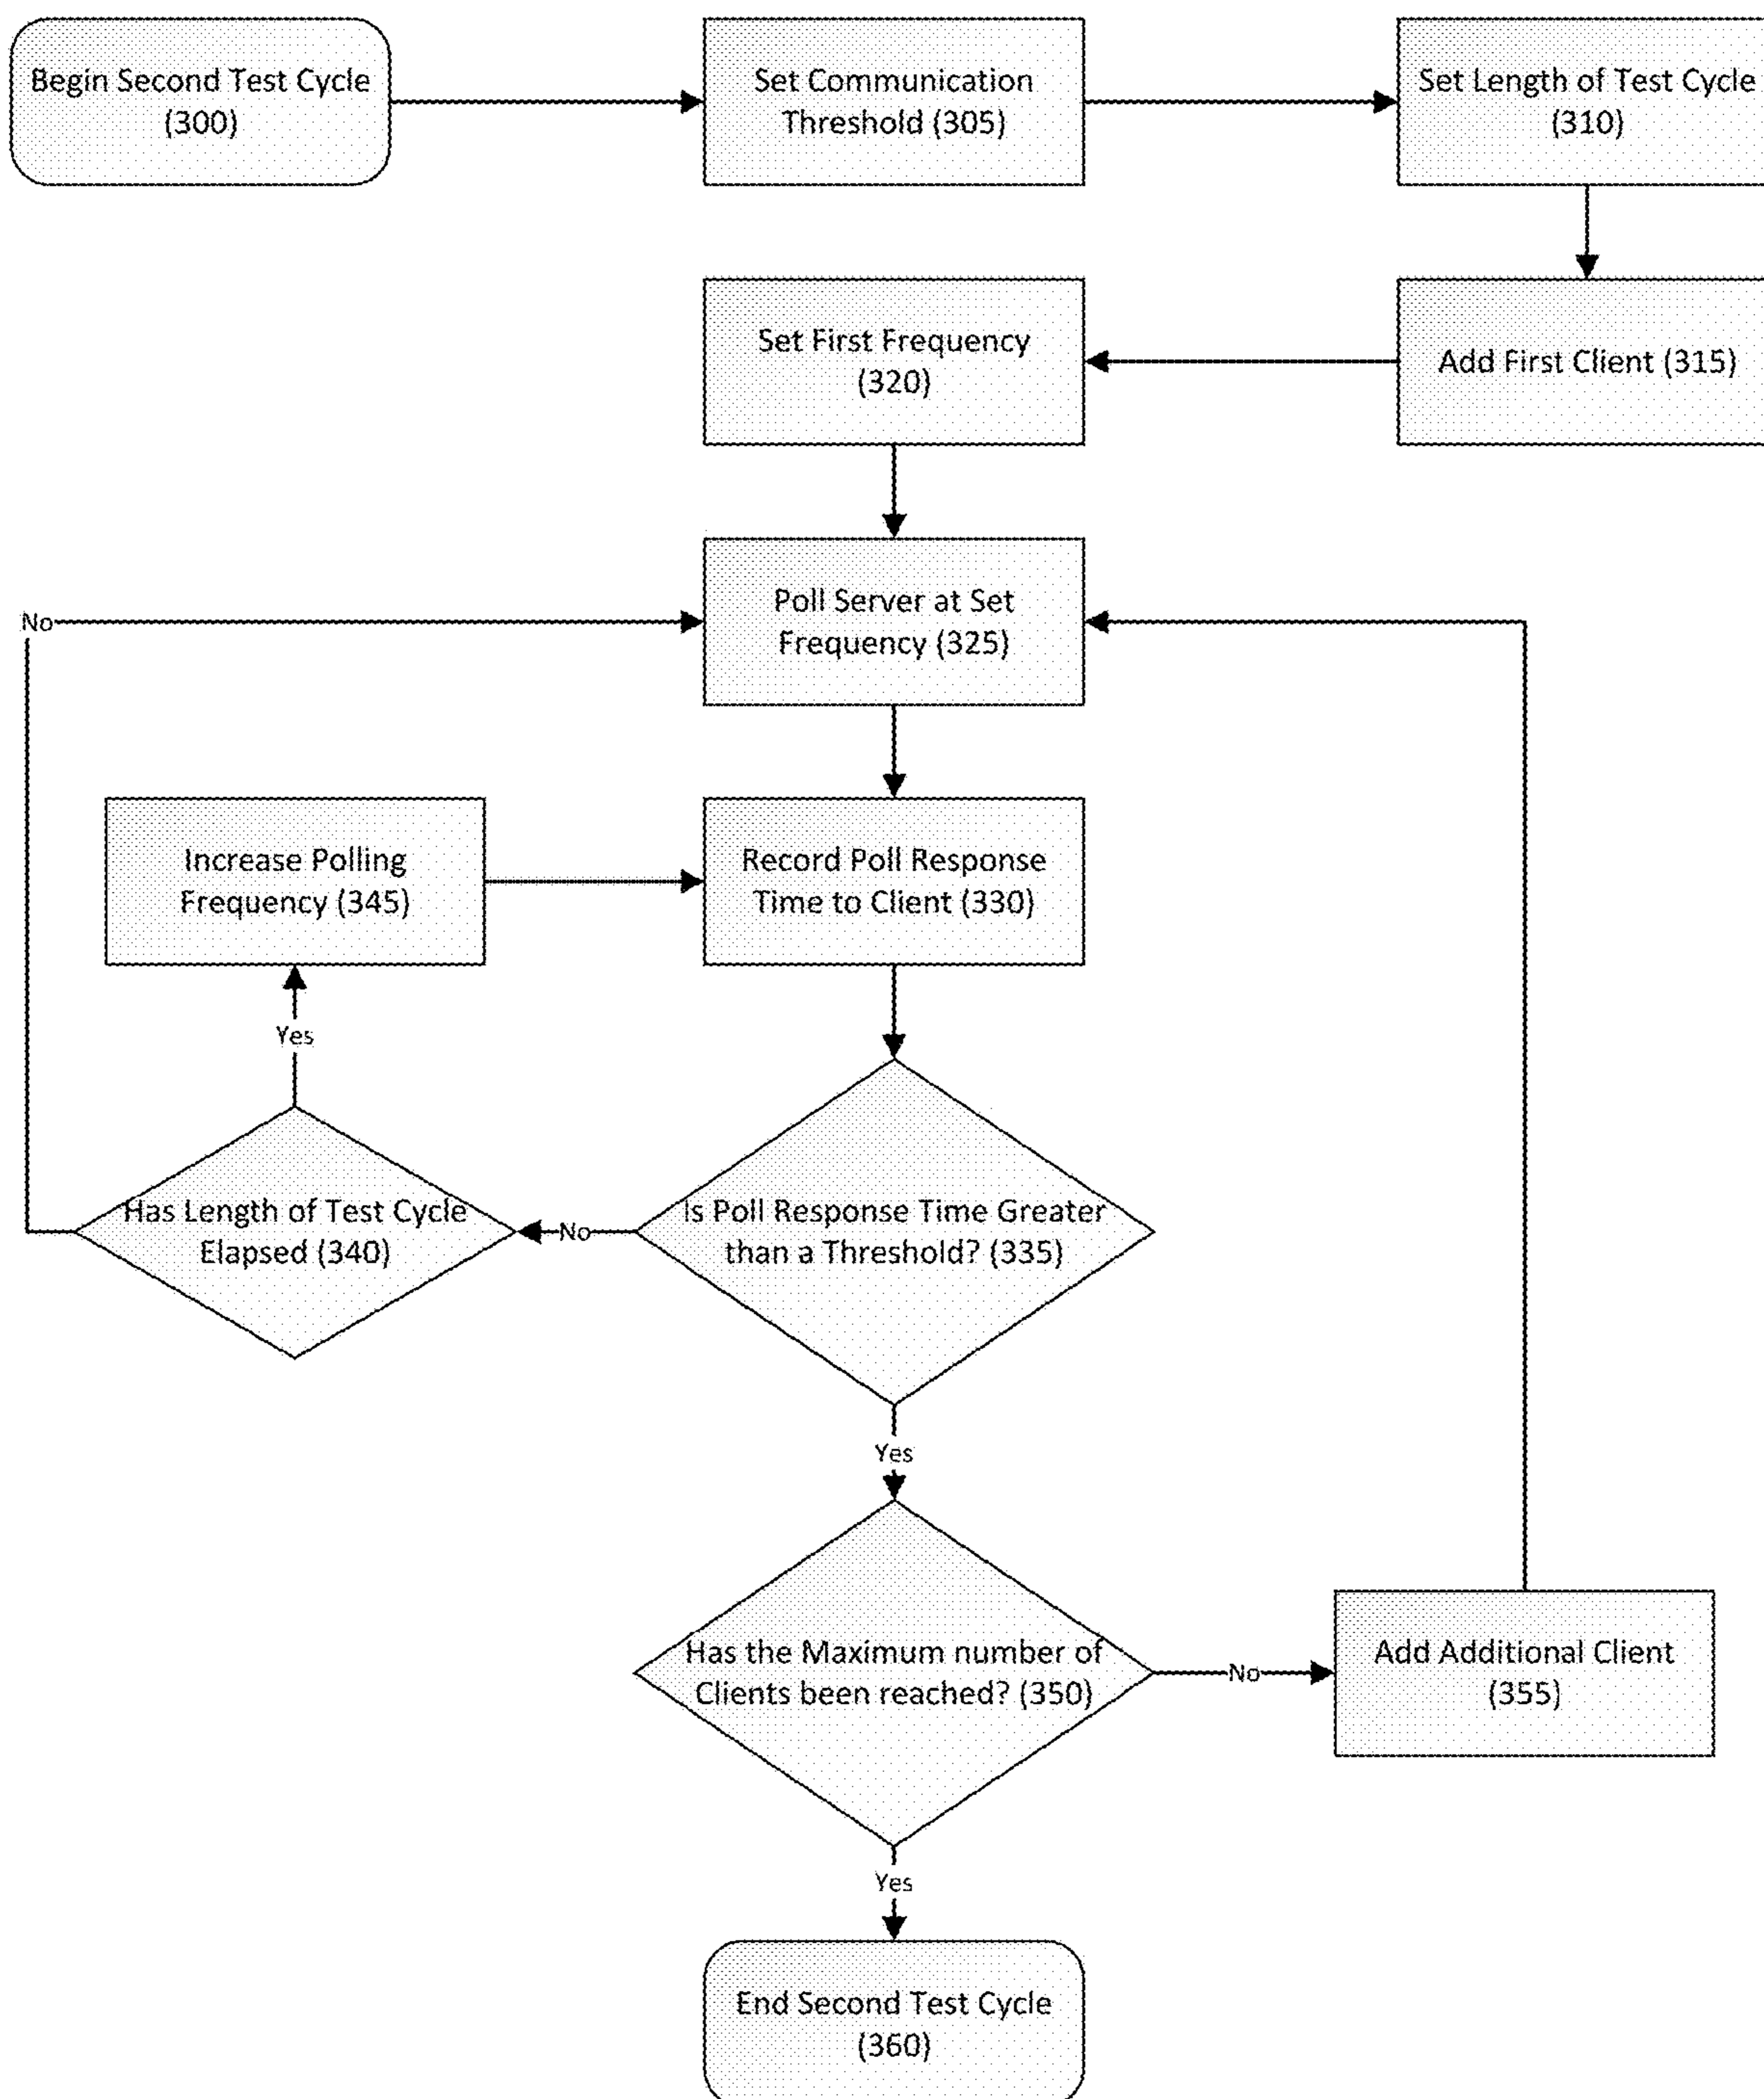 Begin Second Test Cycle
(300)
Set Communication
Threshold (305)
Set Length of Test Cycle
(310)
Set First Frequency
(320)
Add First Client (315)
No
Poll Server at Set
Frequency (325)
Increase Polling
Frequency (345)
Record Poll Response
Time to Client (330)
Yes
Has Length of Test Cycle
Elapsed (340)
No
Is Poll Response Time Greater
than a Threshold? (335)
Yes
Has the Maximum number of
Clients been reached? (350)
No
Add Additional Client
(355)
Yes
End Second Test Cycle
(360)